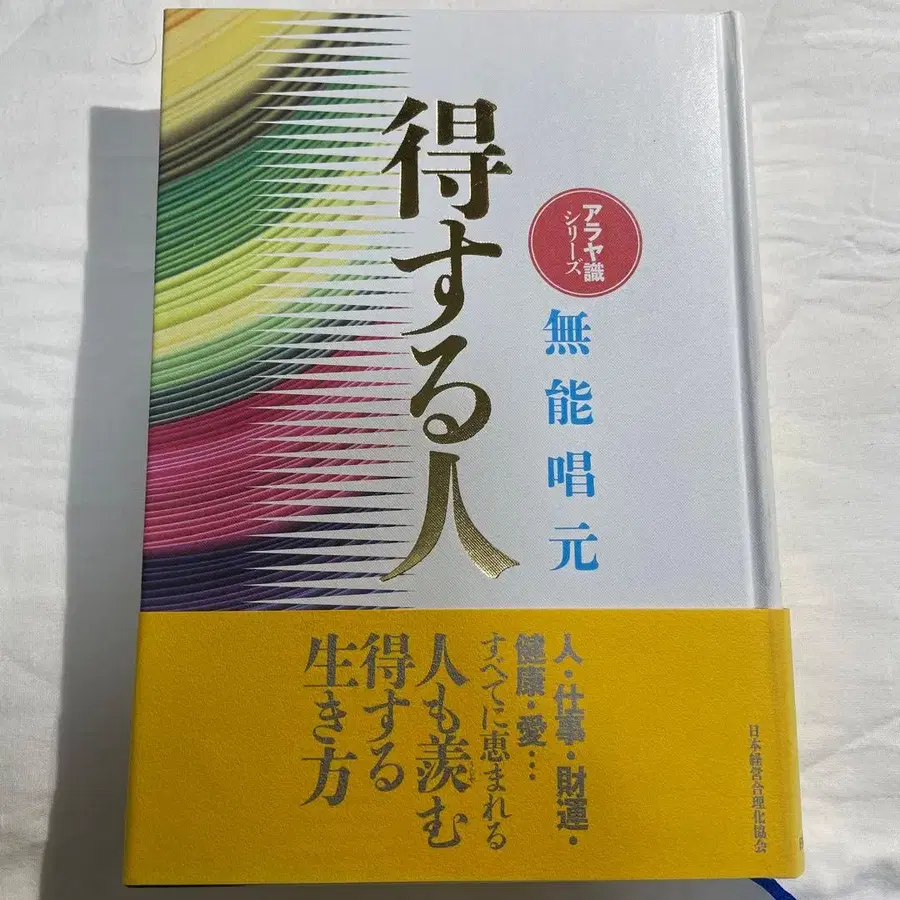 得する人
アラヤ識
シリーズ
無能唱元
人・仕事・財運・
健康・愛…
すべてに恵まれる
人も羨む
得する
生き方
日本経営合理化協会